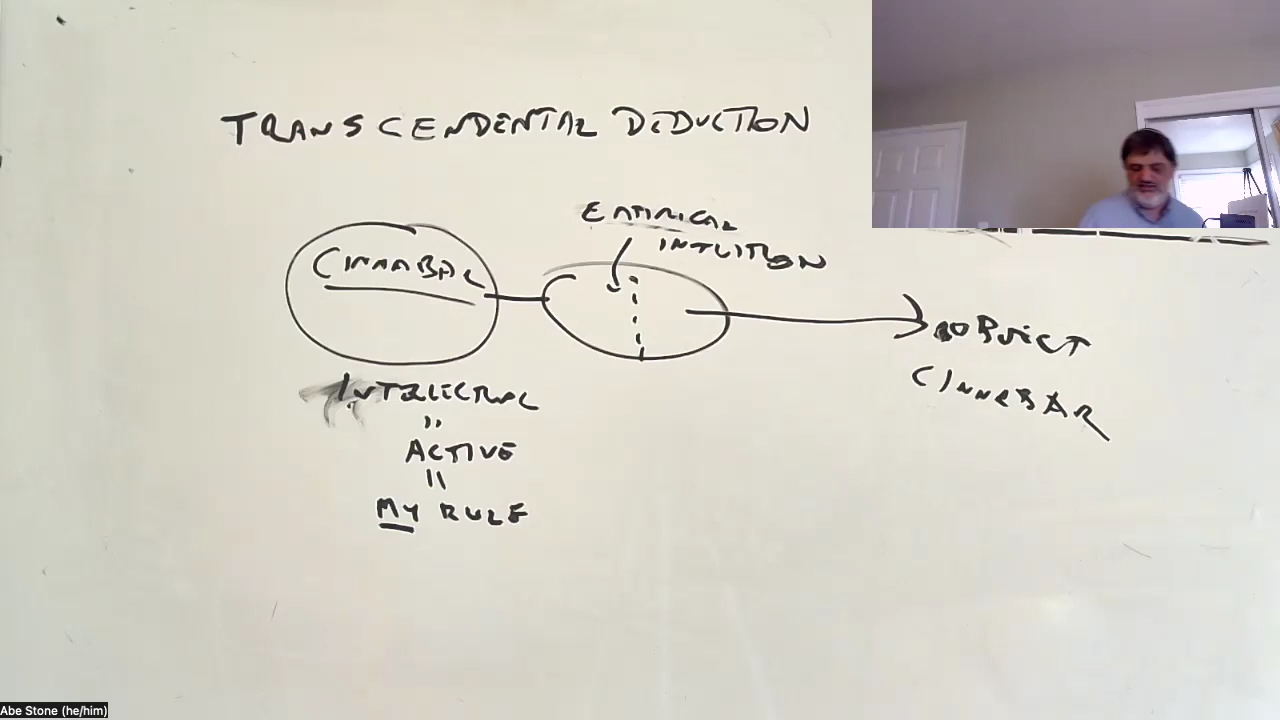 TRANSCENDENTAL DEDUCTION
EMPIRICAL
INTUITION
CINNABAR
OBJECT
CINNABAR
INTELLECTUAL
"
ACTIVE
"
MY RULE
Abe Stone (he/him)